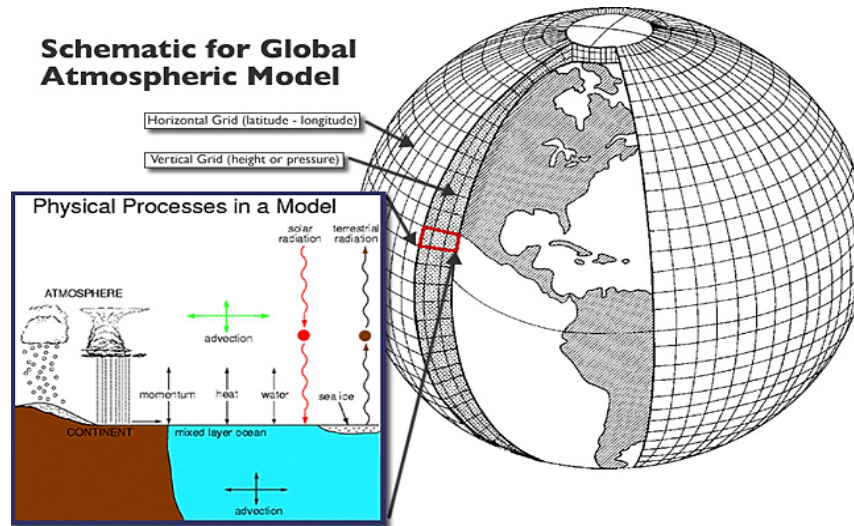 Schematic for Global
Atmospheric Model
Horizontal Grid (latitude - longitude)
Vertical Grid (height or pressure)
Physical Processes in a Model
solar
radiation
terrestrial
radiation
ATMOSPHERE
advection
momentum
heat
water
sea ice
CONTINENT
mixed layer ocean
advection